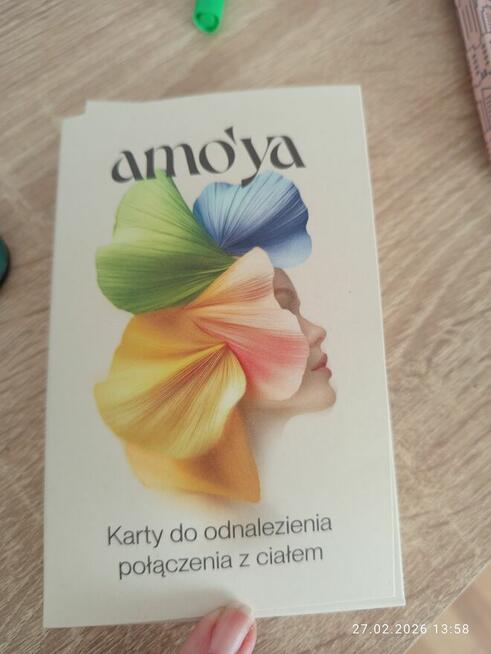 amo'ya
Karty do odnalezienia
połączenia z ciałem
27.02.2026 13:58